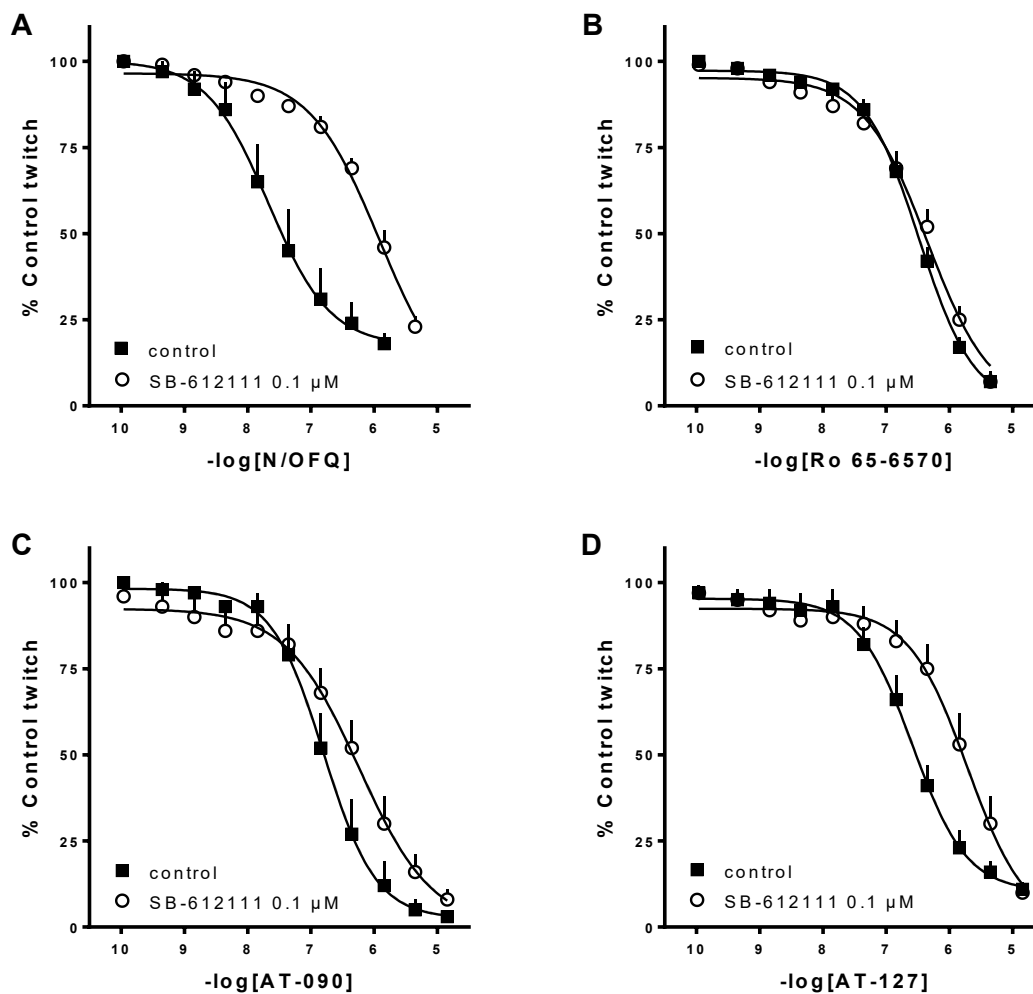 A
% Control twitch
100
75
50
25
0
control
SB-612111 0.1 μM
10 9 8 7 6 5
-log[N/OFQ]
B
% Control twitch
100
75
50
25
0
control
SB-612111 0.1 μM
10 9 8 7 6 5
-log[Ro 65-6570]
C
% Control twitch
100
75
50
25
0
control
SB-612111 0.1 μM
10 9 8 7 6 5
-log[AT-090]
D
% Control twitch
100
75
50
25
0
control
SB-612111 0.1 μM
10 9 8 7 6 5
-log[AT-127]